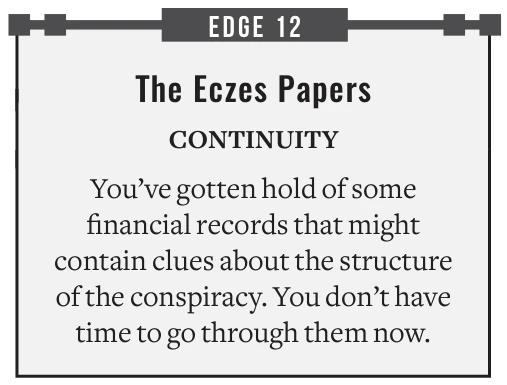 EDGE 12
The Eczes Papers
CONTINUITY
You’ve gotten hold of some
financial records that might
contain clues about the structure
of the conspiracy. You don’t have
time to go through them now.